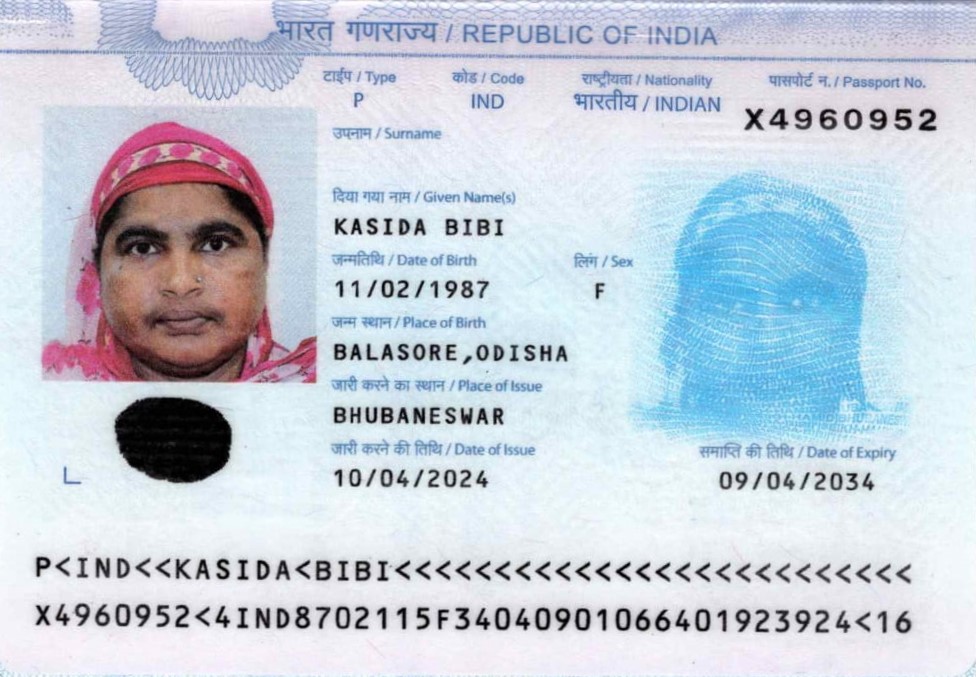 भारत गणराज्य / REPUBLIC OF INDIA
टाईप / Type कोड / Code राष्ट्रीयता / Nationality पासपोर्ट न. / Passport No.
P IND भारतीय / INDIAN X4960952
उपनाम / Surname
दिया गया नाम / Given Name(s)
KASIDA BIBI
जन्मतिथि / Date of Birth लिंग / Sex
11/02/1987 F
जन्म स्थान / Place of Birth
BALASORE,ODISHA
जारी करने का स्थान / Place of Issue
BHUBANESWAR
जारी करने की तिथि / Date of Issue समाप्ति की तिथि / Date of Expiry
10/04/2024 09/04/2034
P<IND<<KASIDA<BIBI<<<<<<<<<<<<<<<<<<<<<<<<<<
X4960952<4IND8702115F34040901066401923924<16